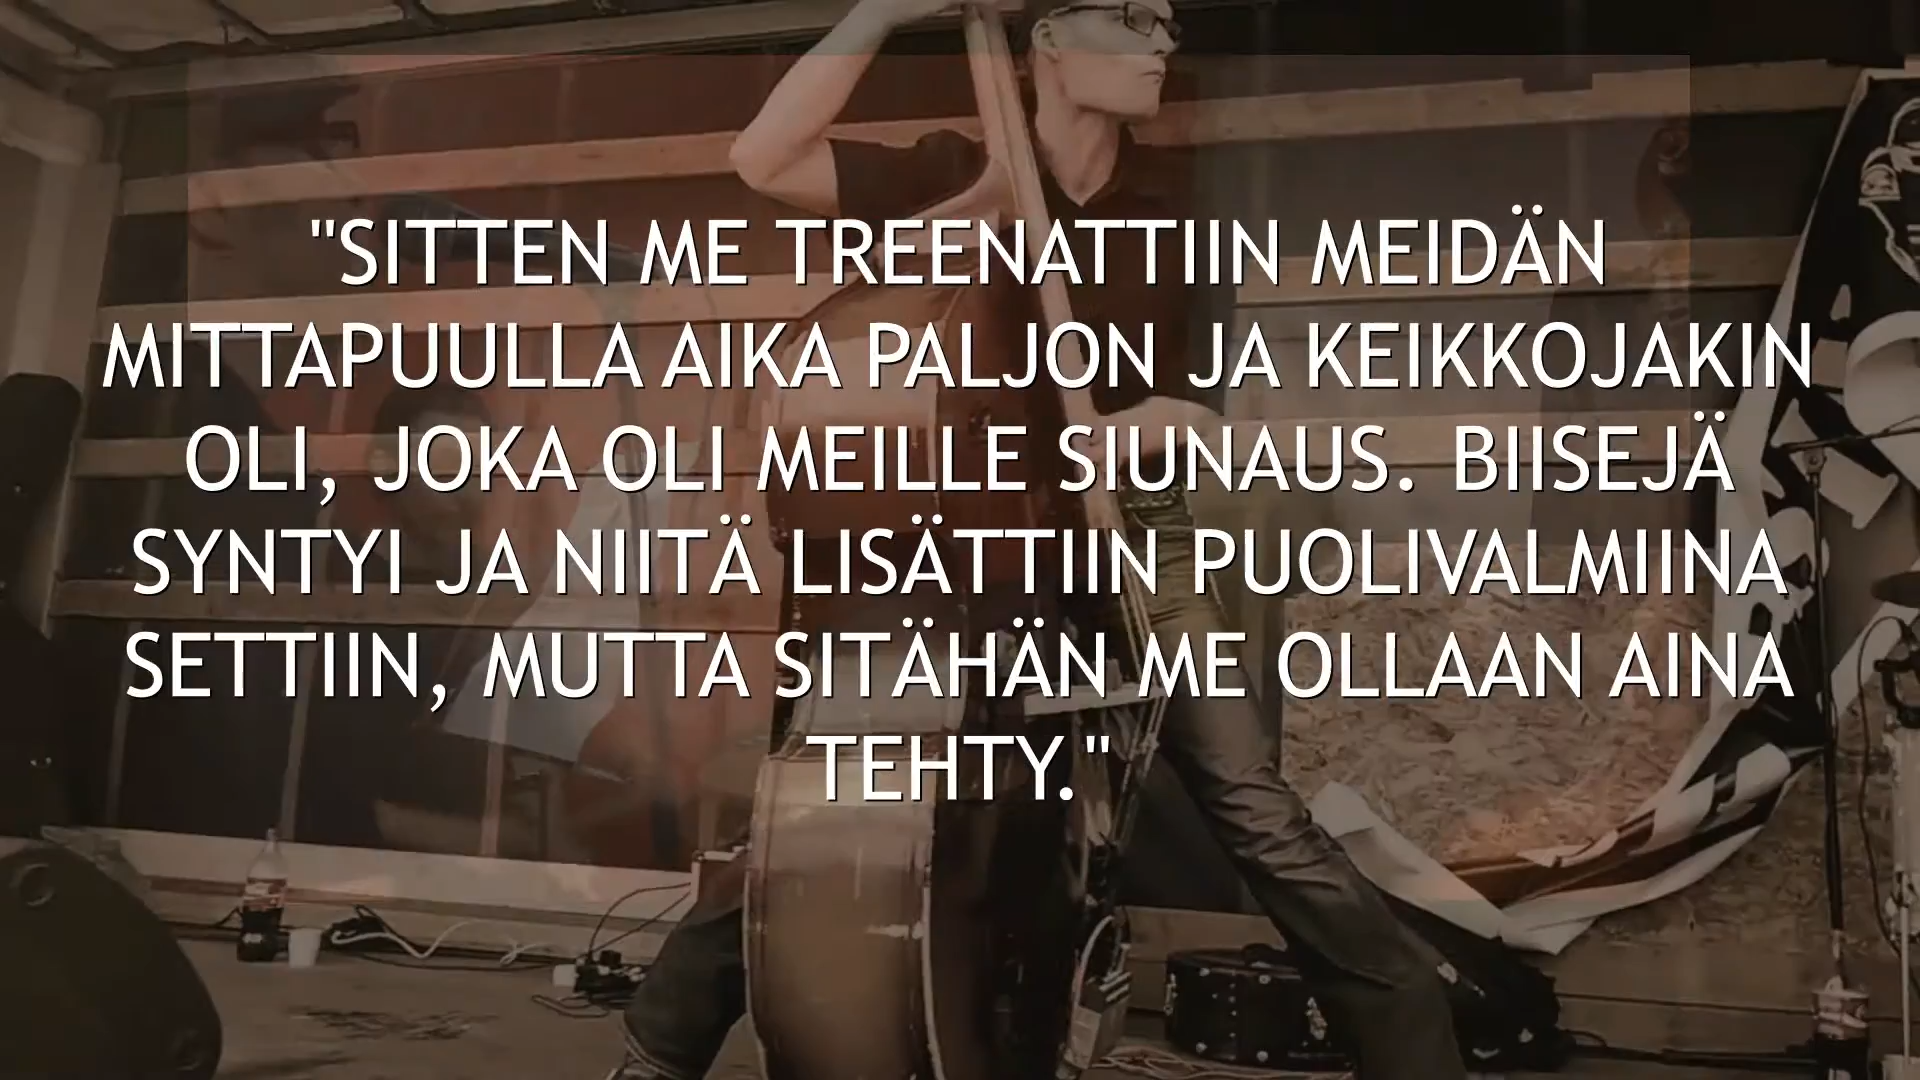 "SITTEN ME TREENATTIIN MEIDÄN
MITTAPUULLA AIKA PALJON JA KEIKKOJAKIN
OLI, JOKA OLI MEILLE SIUNAUS. BIISEJÄ
SYNTYI JA NIITÄ LISÄTTIIN PUOLIVALMIINA
SETTIIN, MUTTA SITÄHÄN ME OLLAAN AINA
TEHTY."